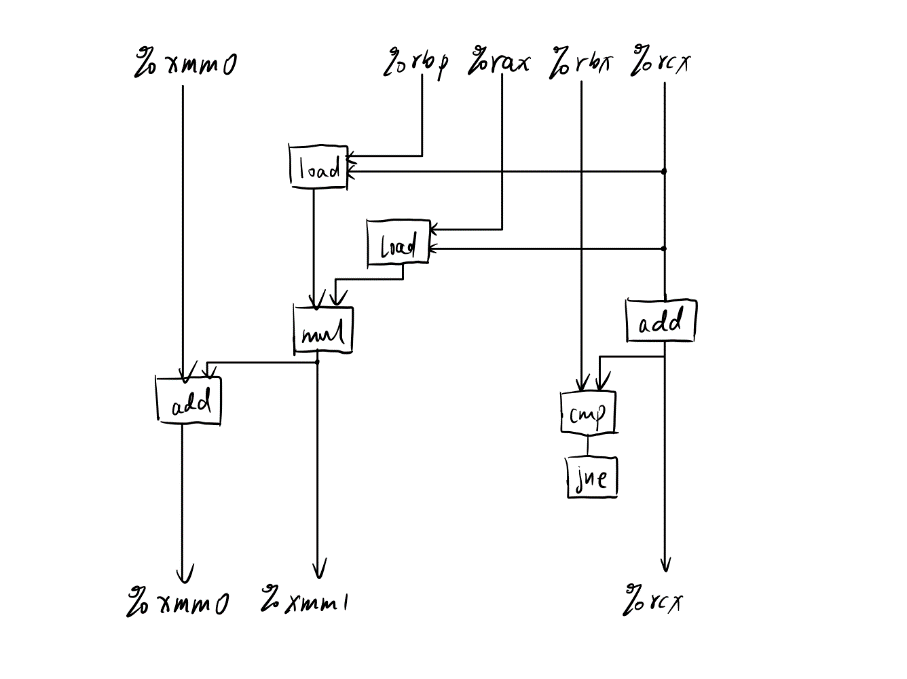 %xmm0 %rbp %rax %rbx %rcx
load
load
mul add
add cmp
jne
%xmm0 %xmm1 %rcx